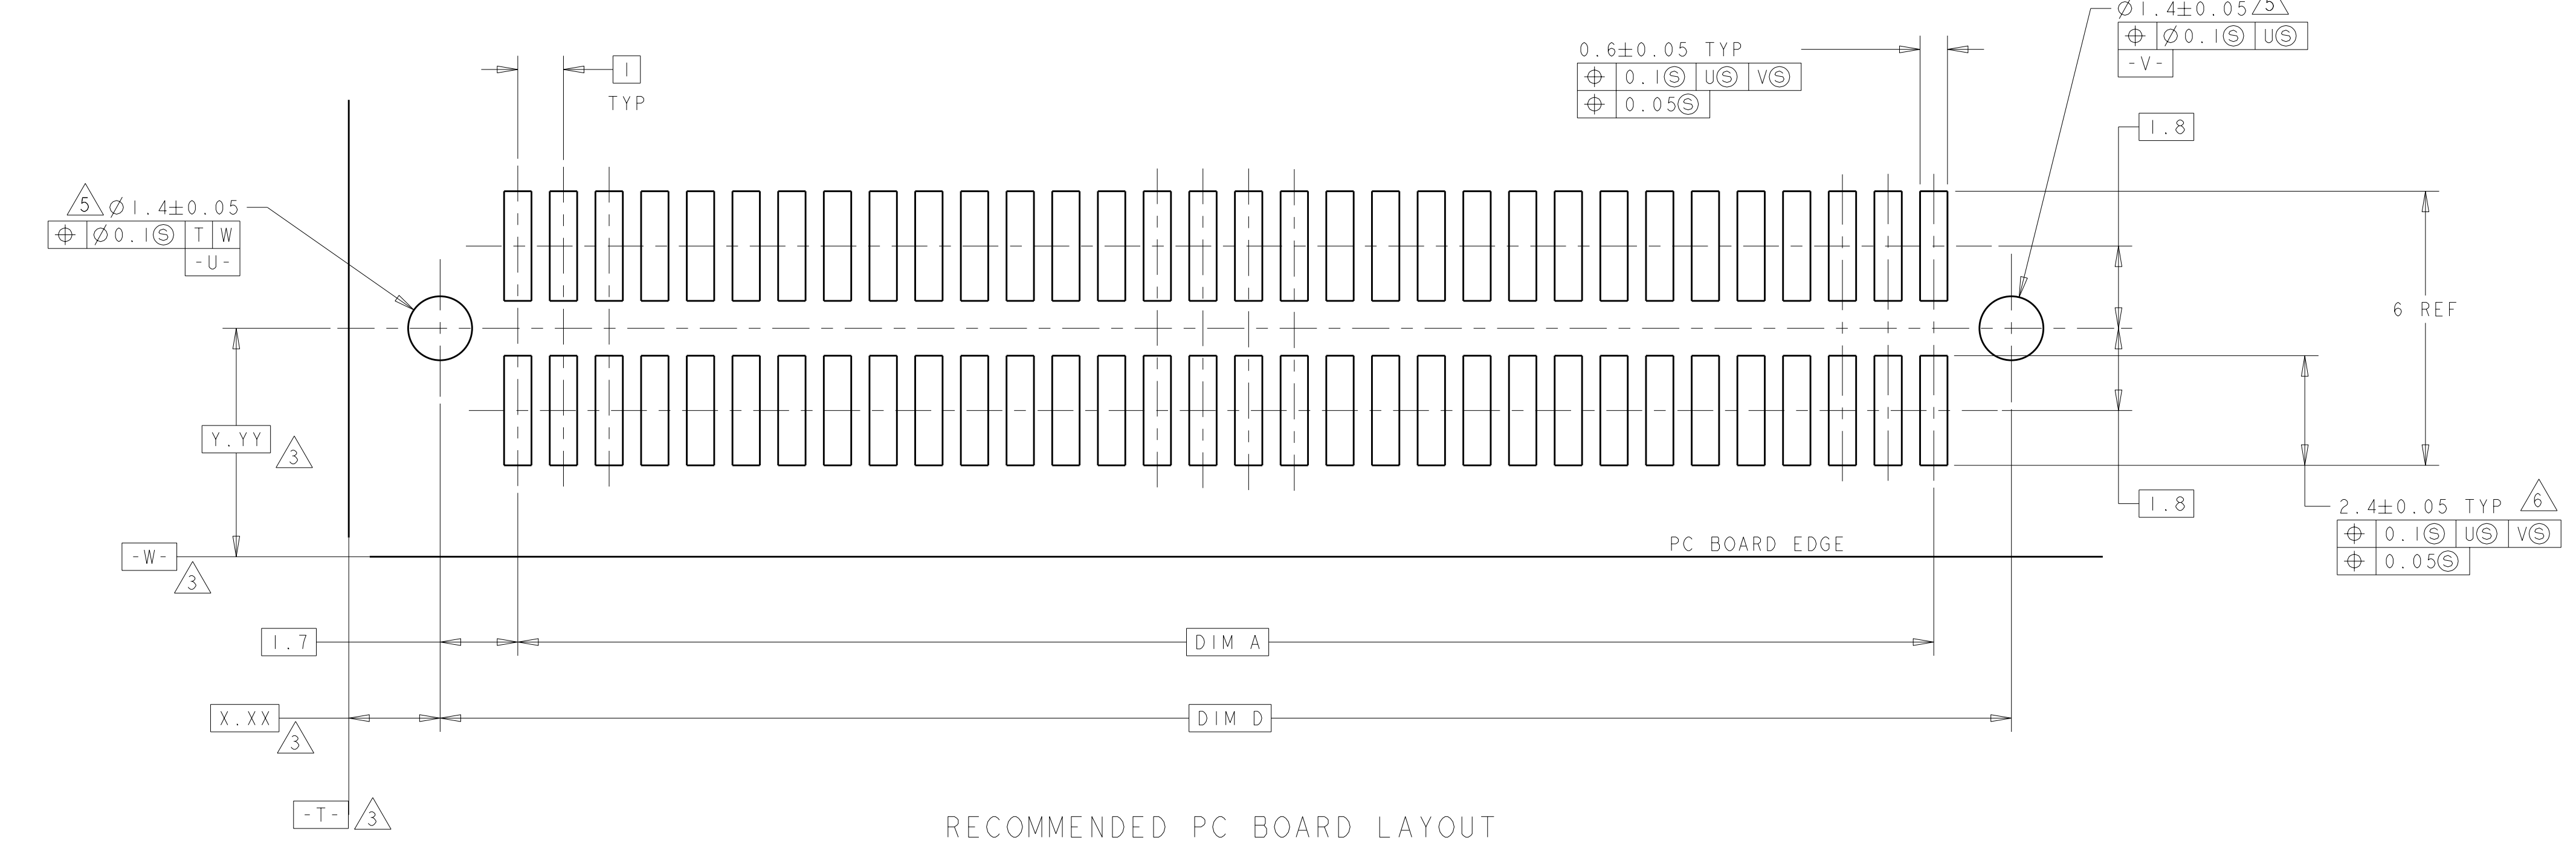 Ø1.4±0.05 5
⌖ Ø0.1Ⓢ UⓈ
-V-
0.6±0.05 TYP
⌖ 0.1Ⓢ UⓈ VⓈ
⌖ 0.05Ⓢ
1
TYP
1.8
5 Ø1.4±0.05
⌖ Ø0.1Ⓢ T W
-U-
6 REF
Y.YY 3
1.8
2.4±0.05 TYP 6
⌖ 0.1Ⓢ UⓈ VⓈ
⌖ 0.05Ⓢ
PC BOARD EDGE
-W- 3
1.7
DIM A
X.XX 3
DIM D
-T- 3
RECOMMENDED PC BOARD LAYOUT